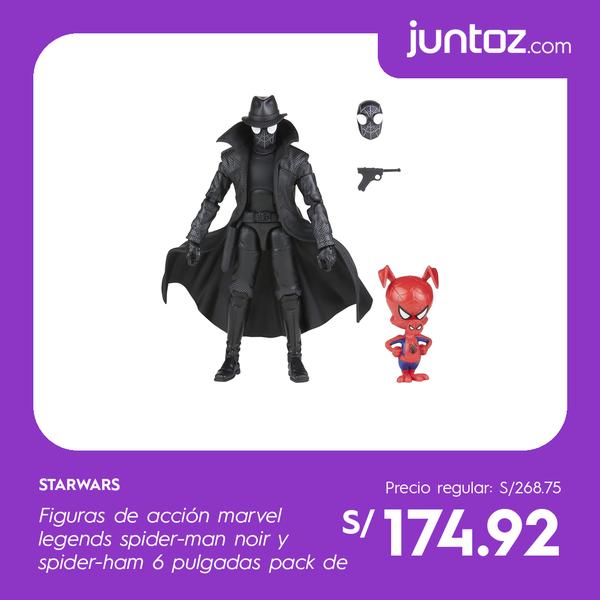 juntoz.com
STARWARS
Figuras de acción marvel
legends spider-man noir y
spider-ham 6 pulgadas pack de
Precio regular: S/268.75
S/174.92